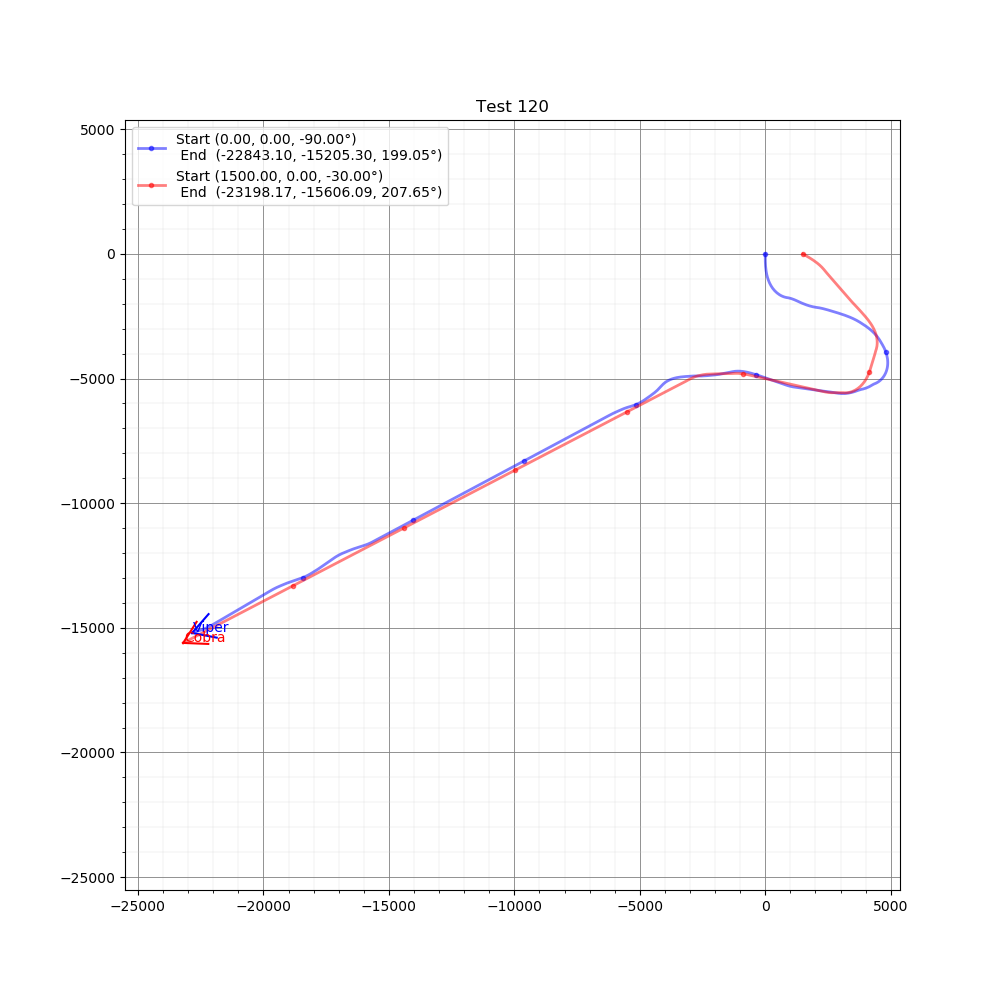 Test 120
Start (0.00, 0.00, -90.00°)
End (-22843.10, -15205.30, 199.05°)
Start (1500.00, 0.00, -30.00°)
End (-23198.17, -15606.09, 207.65°)
5000
0
−5000
−10000
−15000
−20000
−25000
Viper
Cobra
−25000 −20000 −15000 −10000 −5000 0 5000